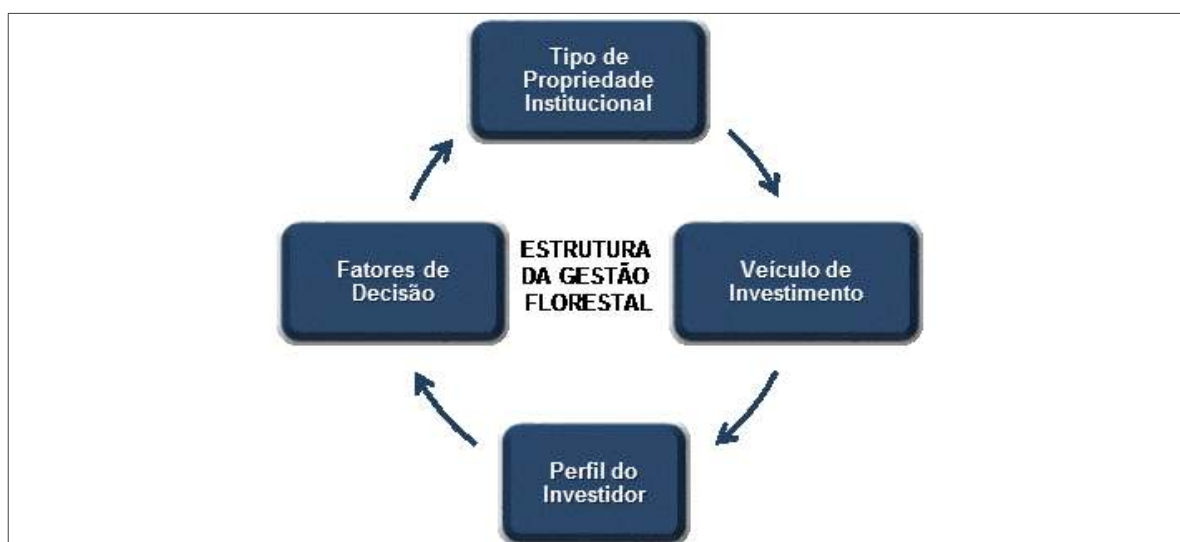 Tipo de
Propriedade
Institucional
Fatores de
Decisão
ESTRUTURA
DA GESTÃO
FLORESTAL
Veículo de
Investimento
Perfil do
Investidor